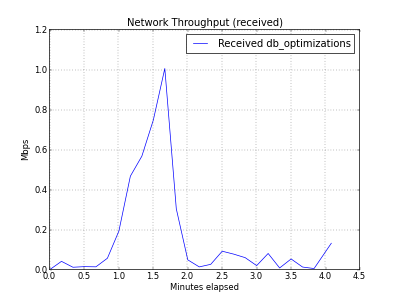 Network Throughput (received)
Received db_optimizations
Mbps
1.2
1.0
0.8
0.6
0.4
0.2
0.0
0.0 0.5 1.0 1.5 2.0 2.5 3.0 3.5 4.0 4.5
Minutes elapsed